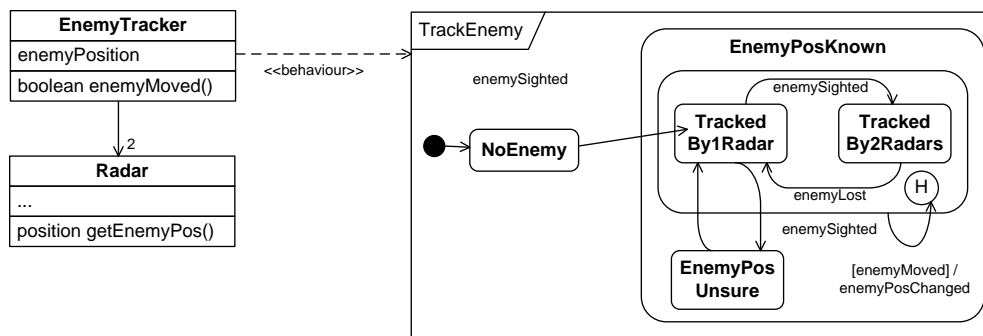 EnemyTracker
enemyPosition
boolean enemyMoved()
<<behaviour>>
2
Radar
...
position getEnemyPos()
TrackEnemy
enemySighted
NoEnemy
EnemyPosKnown
enemySighted
Tracked
By1Radar
Tracked
By2Radars
enemyLost
H
enemySighted
EnemyPos
Unsure
[enemyMoved] /
enemyPosChanged